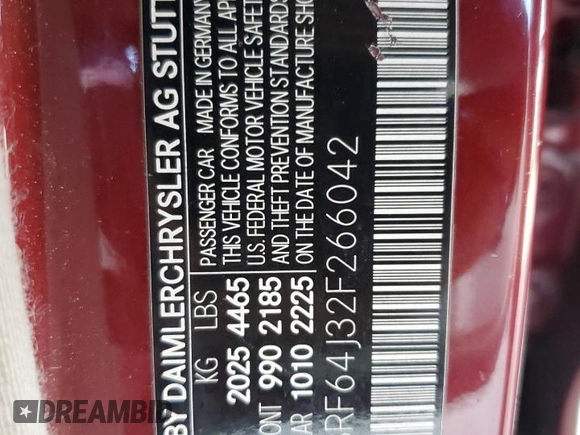 BY DAIMLERCHRYSLER AG STUTT
KG LBS
2025 4465
ONT 990 2185
AR 1010 2225
PASSENGER CAR MADE IN GERMANY
THIS VEHICLE CONFORMS TO ALL AP
U.S. FEDERAL MOTOR VEHICLE SAFE
AND THEFT PREVENTION STANDARDS
ON THE DATE OF MANUFACTURE SHO
RF64J32F266042
DREAMBID